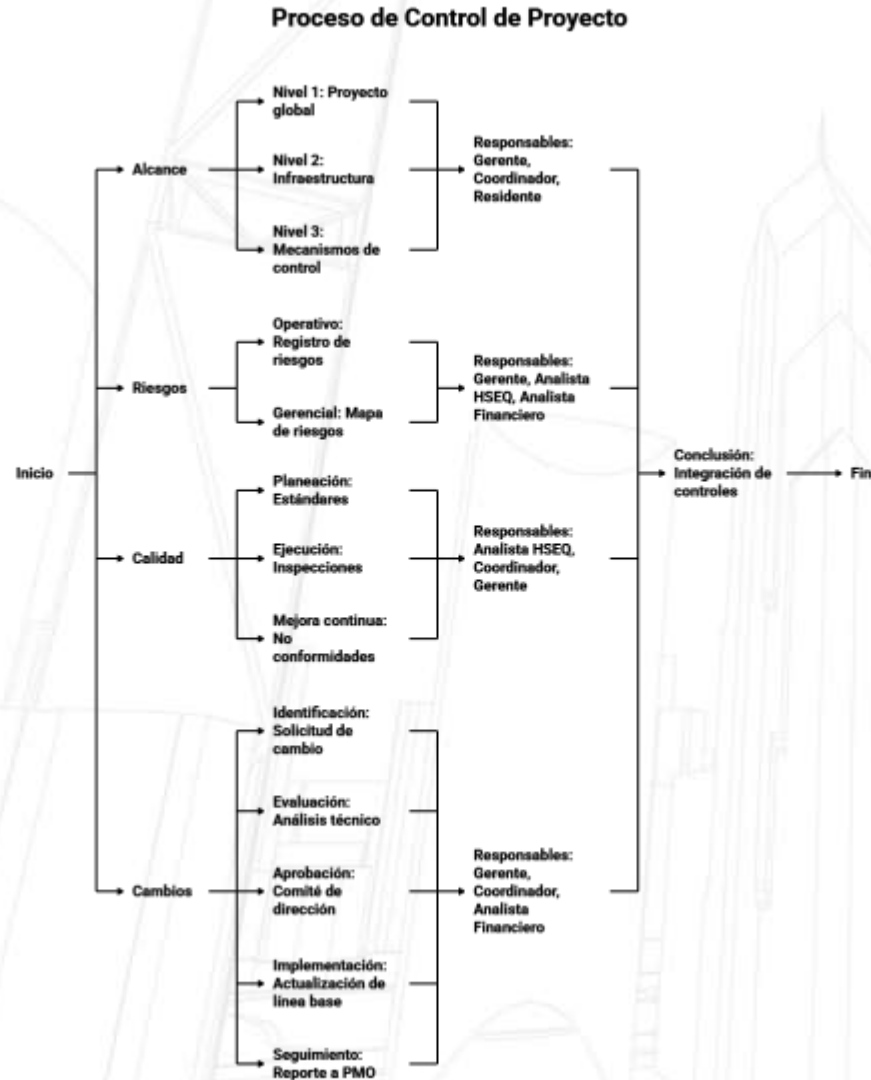 Proceso de Control de Proyecto
Nivel 1: Proyecto
global
Alcance
Nivel 2:
Infraestructura
Nivel 3:
Mecanismos de
control
Responsables:
Gerente,
Coordinador,
Residente
Operativo:
Registro de
riesgos
Riesgos
Gerencial: Mapa
de riesgos
Responsables:
Gerente, Analista
HSEQ, Analista
Financiero
Inicio
Planeación:
Estándares
Calidad
Ejecución:
Inspecciones
Mejora continua:
No
conformidades
Responsables:
Analista HSEQ,
Coordinador,
Gerente
Identificación:
Solicitud de
cambio
Evaluación:
Análisis técnico
Cambios
Aprobación:
Comité de
dirección
Implementación:
Actualización de
línea base
Seguimiento:
Reporte a PMO
Responsables:
Gerente,
Coordinador,
Analista
Financiero
Conclusión:
Integración de
controles
Fin